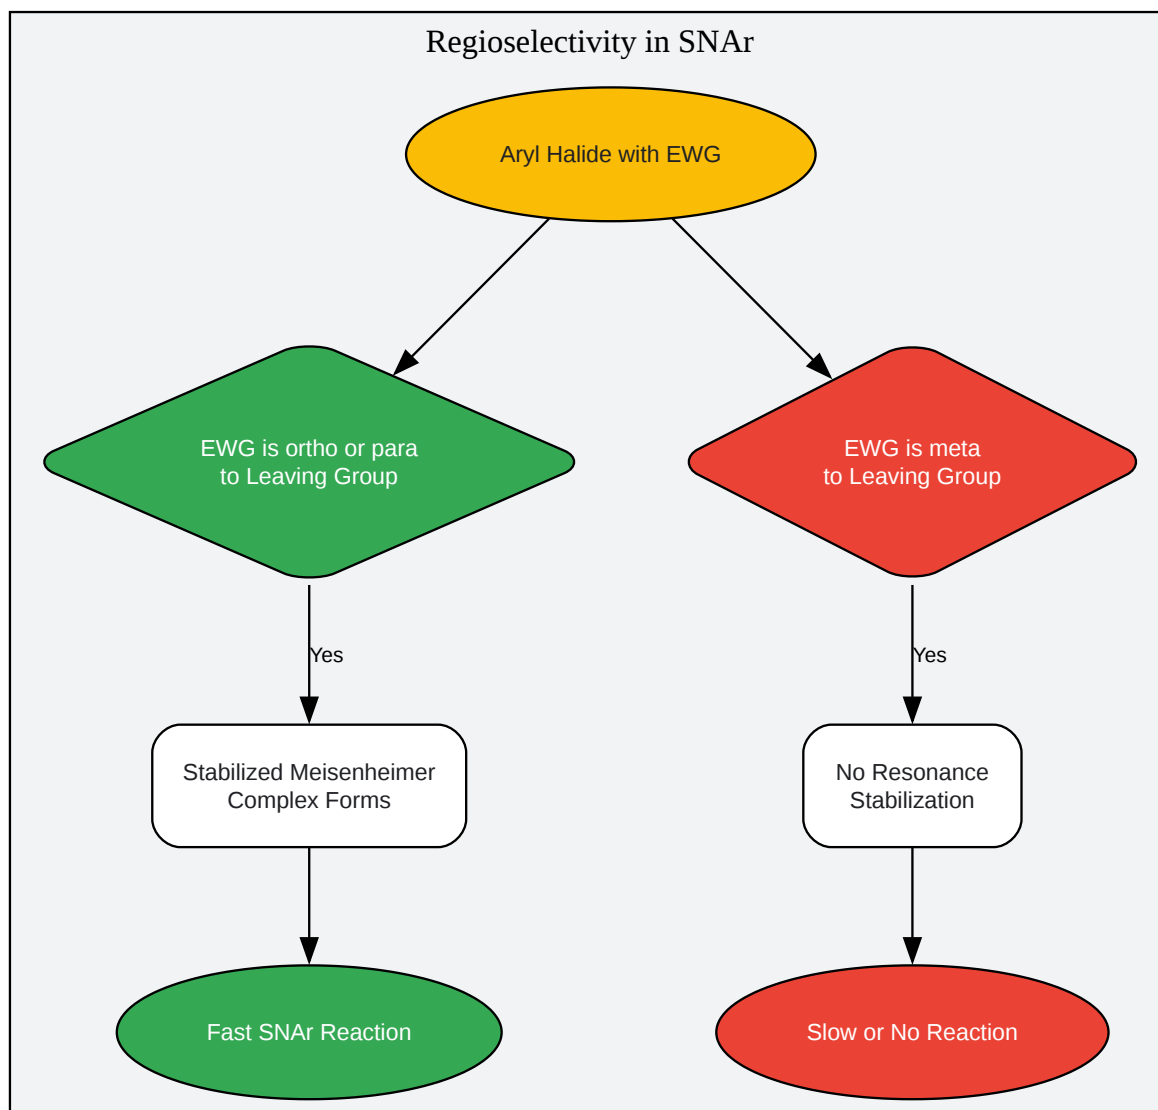 Regioselectivity in SNAr
Aryl Halide with EWG
EWG is ortho or para
to Leaving Group
EWG is meta
to Leaving Group
Yes
Yes
Stabilized Meisenheimer
Complex Forms
No Resonance
Stabilization
Fast SNAr Reaction
Slow or No Reaction